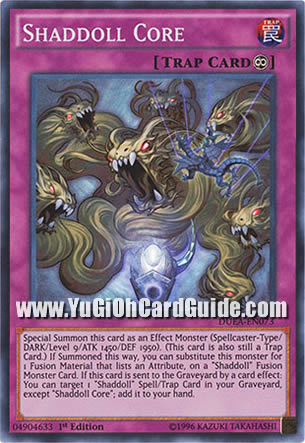 SHADDOLL CORE
TRAP
罠
[TRAP CARD ]
www.YuGiOhCardGuide.com
DUEA-EN073
Special Summon this card as an Effect Monster (Spellcaster-Type/
DARK/Level 9/ATK 1450/DEF 1950). (This card is also still a
Trap Card.) If Summoned this way, you can substitute this monster for
1 Fusion Material that lists an Attribute, on a "Shaddoll" Fusion
Monster Card. If this card is sent to the Graveyard by a card effect:
You can target 1 "Shaddoll" Spell/Trap Card in your Graveyard,
except "Shaddoll Core"; add it to your hand.
04904633
1st Edition
©1996 KAZUKI TAKAHASHI